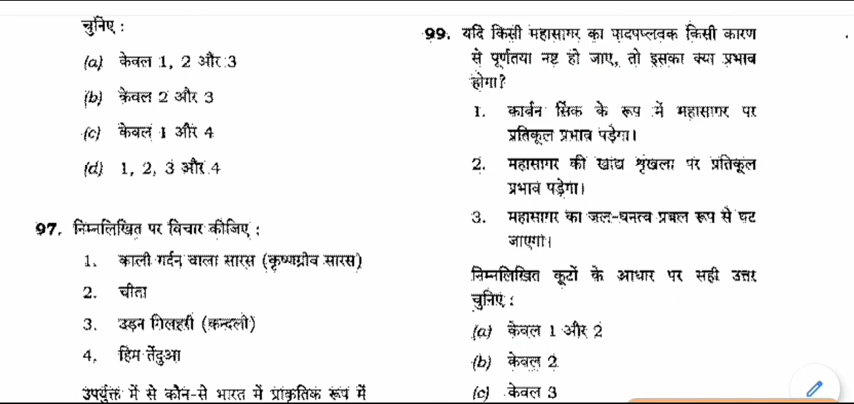 चुनिए :
(a) केवल 1, 2 और 3
(b) केवल 2 और 3
(c) केवल 1 और 4
(d) 1, 2, 3 और 4
97. निम्नलिखित पर विचार कीजिए :
1. काली गर्दन वाला सारस (कृष्णग्रीव सारस)
2. चीता
3. उड़न गिलहरी (कन्दली)
4. हिम तेंदुआ
उपर्युक्त में से कौन-से भारत में प्राकृतिक रूप में
99. यदि किसी महासागर का पादपप्लवक किसी कारण
से पूर्णतया नष्ट हो जाए, तो इसका क्या प्रभाव
होगा?
1. कार्बन सिंक के रूप में महासागर पर
प्रतिकूल प्रभाव पड़ेगा।
2. महासागर की खाद्य शृंखला पर प्रतिकूल
प्रभाव पड़ेगा।
3. महासागर का जल-घनत्व प्रबल रूप से घट
जाएगा।
निम्नलिखित कूटों के आधार पर सही उत्तर
चुनिए :
(a) केवल 1 और 2
(b) केवल 2
(c) केवल 3